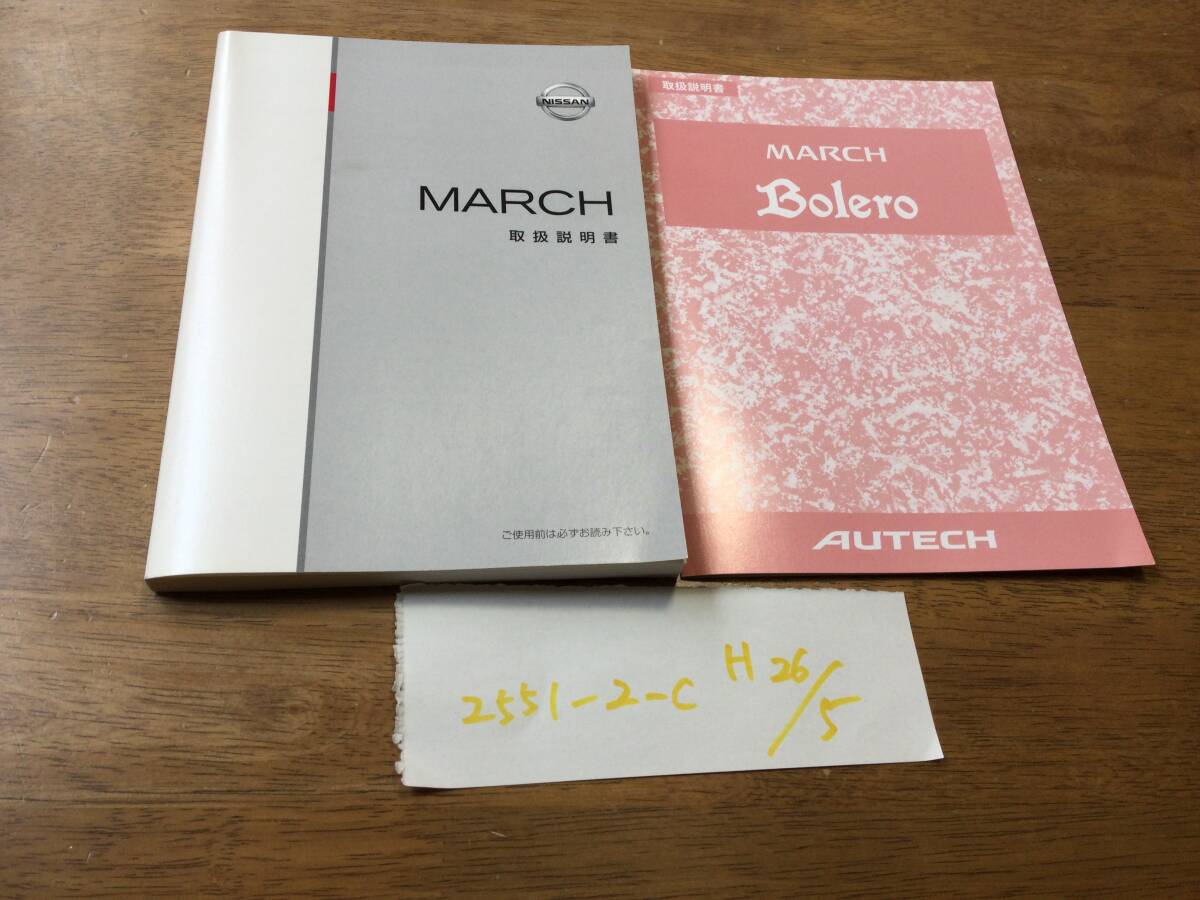 NISSAN
MARCH
取扱説明書
ご使用前は必ずお読み下さい。
取扱説明書
MARCH
Bolero
AUTECH
2551-2-C H26/5